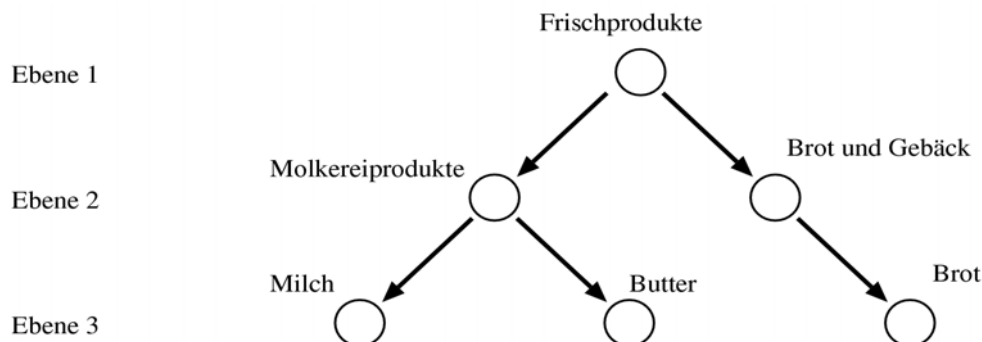 Frischprodukte
Ebene 1
Brot und Gebäck
Molkereiprodukte
Ebene 2
Milch
Butter
Brot
Ebene 3